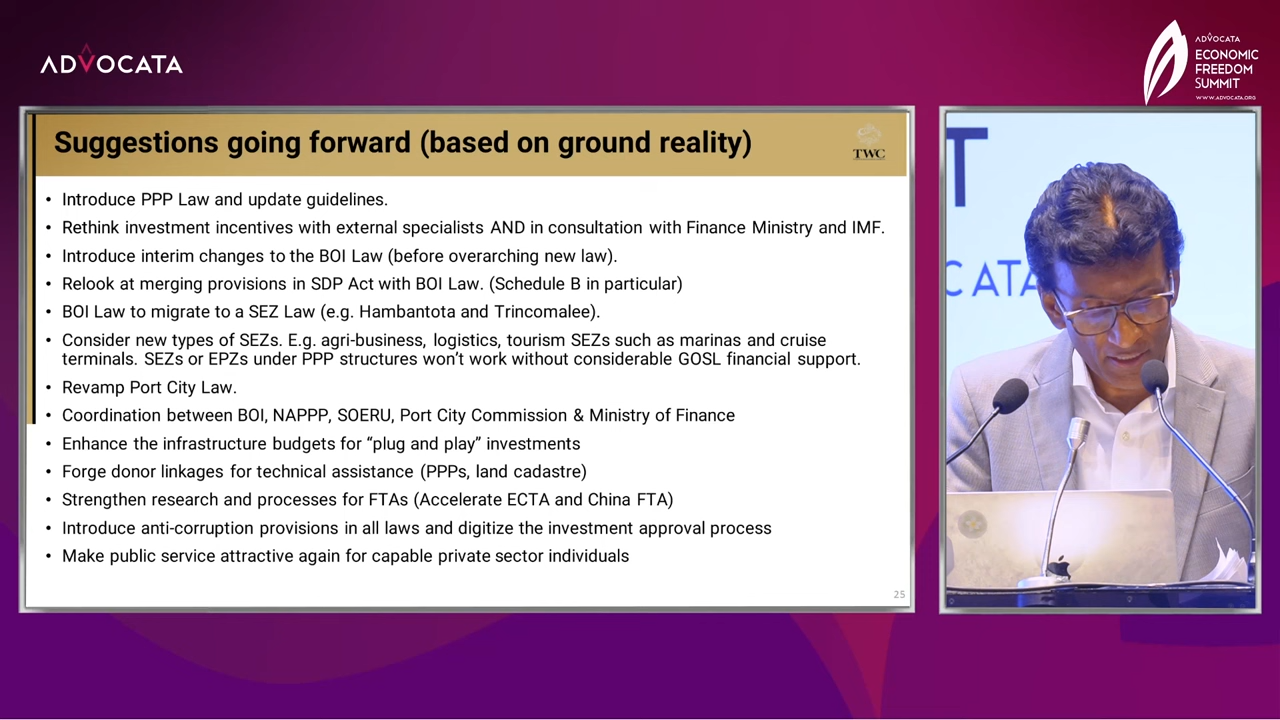 ADVOCATA
ADVOCATA
ECONOMIC
FREEDOM
SUMMIT
WWW.ADVOCATA.ORG
Suggestions going forward (based on ground reality)
TWC
• Introduce PPP Law and update guidelines.
• Rethink investment incentives with external specialists AND in consultation with Finance Ministry and IMF.
• Introduce interim changes to the BOI Law (before overarching new law).
• Relook at merging provisions in SDP Act with BOI Law. (Schedule B in particular)
• BOI Law to migrate to a SEZ Law (e.g. Hambantota and Trincomalee).
• Consider new types of SEZs. E.g. agri-business, logistics, tourism SEZs such as marinas and cruise
terminals. SEZs or EPZs under PPP structures won’t work without considerable GOSL financial support.
• Revamp Port City Law.
• Coordination between BOI, NAPPP, SOERU, Port City Commission & Ministry of Finance
• Enhance the infrastructure budgets for “plug and play” investments
• Forge donor linkages for technical assistance (PPPs, land cadastre)
• Strengthen research and processes for FTAs (Accelerate ECTA and China FTA)
• Introduce anti-corruption provisions in all laws and digitize the investment approval process
• Make public service attractive again for capable private sector individuals
25
T
CATA